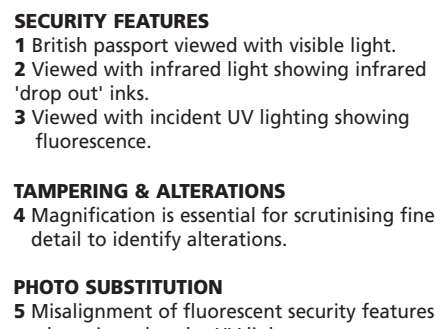 SECURITY FEATURES
1 British passport viewed with visible light.
2 Viewed with infrared light showing infrared
'drop out' inks.
3 Viewed with incident UV lighting showing
fluorescence.
TAMPERING & ALTERATIONS
4 Magnification is essential for scrutinising fine
detail to identify alterations.
PHOTO SUBSTITUTION
5 Misalignment of fluorescent security features